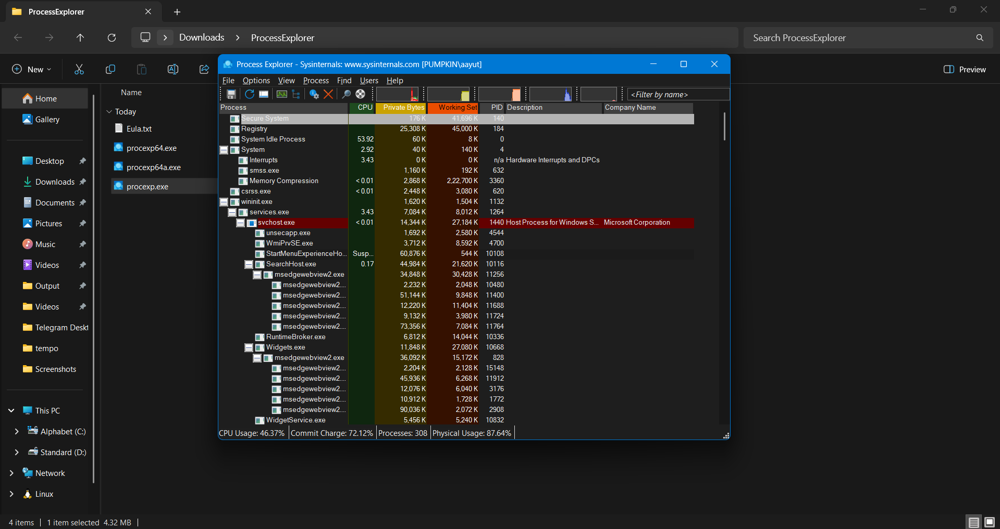 ProcessExplorer
Downloads > ProcessExplorer
Search ProcessExplorer
New
Preview
Home
Gallery
Desktop
Downloads
Documents
Pictures
Music
Videos
Output
Videos
Telegram Deskt
tempo
Screenshots
This PC
Alphabet (C:)
Standard (D:)
Network
Linux
Name
Today
Eula.txt
procexp64.exe
procexp64a.exe
procexp.exe
Process Explorer - Sysinternals: www.sysinternals.com [PUMPKIN\aayut]
File Options View Process Find Users Help
<Filter by name>
Process CPU Private Bytes Working Set PID Description Company Name
Secure System 176 K 41,696 K 140
Registry 25,308 K 45,000 K 184
System Idle Process 53.92 60 K 8 K 0
System 2.92 40 K 140 K 4
Interrupts 3.43 0 K 0 K n/a Hardware Interrupts and DPCs
smss.exe 1,160 K 192 K 632
Memory Compression < 0.01 2,868 K 2,22,700 K 3360
csrss.exe < 0.01 2,448 K 3,080 K 620
wininit.exe 1,620 K 1,504 K 1132
services.exe 3.43 7,084 K 8,012 K 1264
svchost.exe < 0.01 14,344 K 27,184 K 1440 Host Process for Windows S... Microsoft Corporation
unsecapp.exe 1,692 K 2,580 K 4544
WmiPrvSE.exe 3,712 K 8,592 K 4700
StartMenuExperienceHo... Susp... 60,876 K 544 K 10108
SearchHost.exe 0.17 44,984 K 21,620 K 10116
msedgewebview2.exe 34,848 K 30,428 K 11256
msedgewebview2.... 2,232 K 2,048 K 10480
msedgewebview2.... 51,144 K 9,848 K 11400
msedgewebview2.... 12,220 K 11,404 K 11688
msedgewebview2.... 9,132 K 3,980 K 11724
msedgewebview2.... 73,356 K 7,084 K 11764
RuntimeBroker.exe 6,812 K 14,044 K 10336
Widgets.exe 11,848 K 27,080 K 10668
msedgewebview2.exe 36,092 K 15,172 K 828
msedgewebview2.... 2,204 K 2,128 K 15148
msedgewebview2.... 45,936 K 6,268 K 11912
msedgewebview2.... 12,076 K 6,040 K 3176
msedgewebview2.... 10,912 K 1,728 K 1772
msedgewebview2.... 90,036 K 2,072 K 2908
WidgetService.exe 5,456 K 5,240 K 10832
CPU Usage: 46.37% Commit Charge: 72.12% Processes: 308 Physical Usage: 87.64%
4 items 1 item selected 4.32 MB